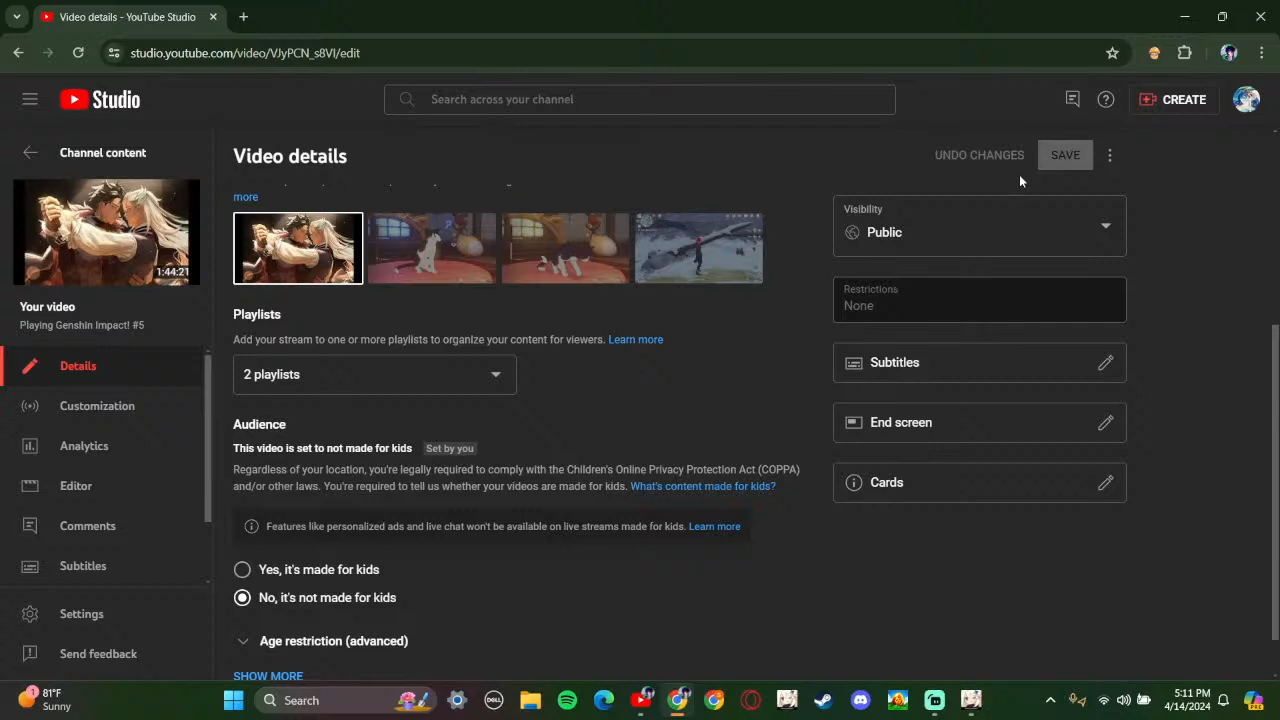 Video details - YouTube Studio
studio.youtube.com/video/VJyPCN_s8VI/edit
Studio
Search across your channel
CREATE
Channel content
Video details
UNDO CHANGES
SAVE
more
Visibility
Public
1:44:21
Restrictions
None
Your video
Playing Genshin Impact! #5
Playlists
Add your stream to one or more playlists to organize your content for viewers. Learn more
2 playlists
Subtitles
End screen
Cards
Details
Customization
Analytics
Editor
Comments
Subtitles
Settings
Send feedback
Audience
This video is set to not made for kids Set by you
Regardless of your location, you're legally required to comply with the Children's Online Privacy Protection Act (COPPA)
and/or other laws. You're required to tell us whether your videos are made for kids. What's content made for kids?
Features like personalized ads and live chat won't be available on live streams made for kids. Learn more
Yes, it's made for kids
No, it's not made for kids
Age restriction (advanced)
SHOW MORE
1
81°F
Sunny
Search
DELL
5:11 PM
4/14/2024
PRE